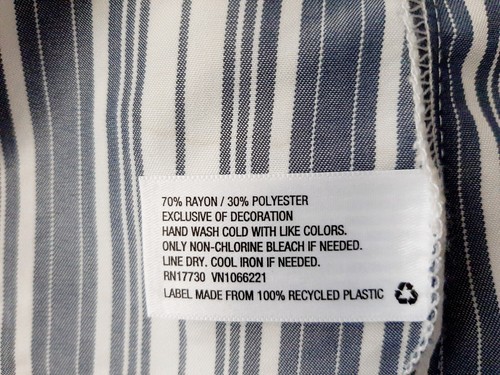 70% RAYON / 30% POLYESTER
EXCLUSIVE OF DECORATION
HAND WASH COLD WITH LIKE COLORS.
ONLY NON-CHLORINE BLEACH IF NEEDED.
LINE DRY. COOL IRON IF NEEDED.
RN17730 VN1066221
LABEL MADE FROM 100% RECYCLED PLASTIC